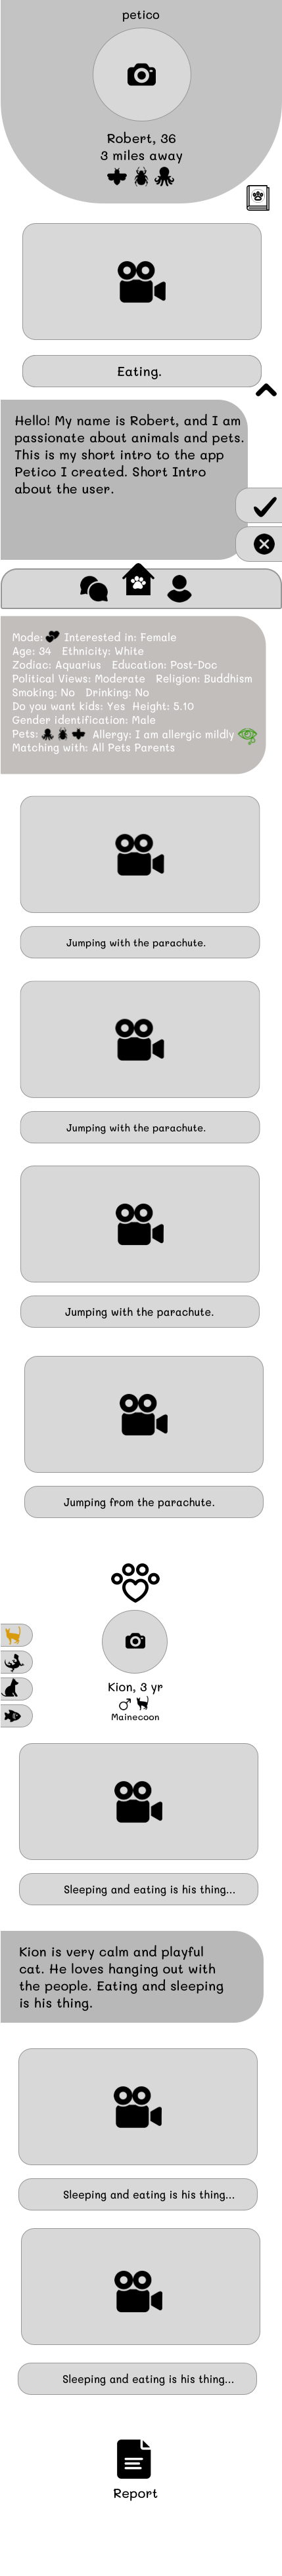 petico
Robert, 36
3 miles away
Eating.
Hello! My name is Robert, and I am
passionate about animals and pets.
This is my short intro to the app
Petico I created. Short Intro
about the user.
Mode: Interested in: Female
Age: 34 Ethnicity: White
Zodiac: Aquarius Education: Post-Doc
Political Views: Moderate Religion: Buddhism
Smoking: No Drinking: No
Do you want kids: Yes Height: 5.10
Gender identification: Male
Pets: Allergy: I am allergic mildly
Matching with: All Pets Parents
Jumping with the parachute.
Jumping with the parachute.
Jumping with the parachute.
Jumping from the parachute.
Kion, 3 yr
Mainecoon
Sleeping and eating is his thing...
Kion is very calm and playful
cat. He loves hanging out with
the people. Eating and sleeping
is his thing.
Sleeping and eating is his thing...
Sleeping and eating is his thing...
Report